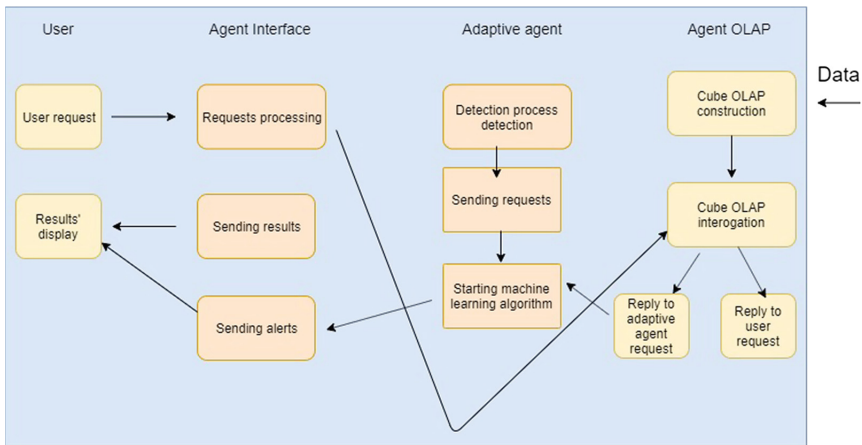 User
Agent Interface
Adaptive agent
Agent OLAP
Data
User request
Requests processing
Detection process
detection
Cube OLAP
construction
Results'
display
Sending results
Sending requests
Cube OLAP
interogation
Sending alerts
Starting machine
learning algorithm
Reply to
adaptive
agent
request
Reply to
user
request